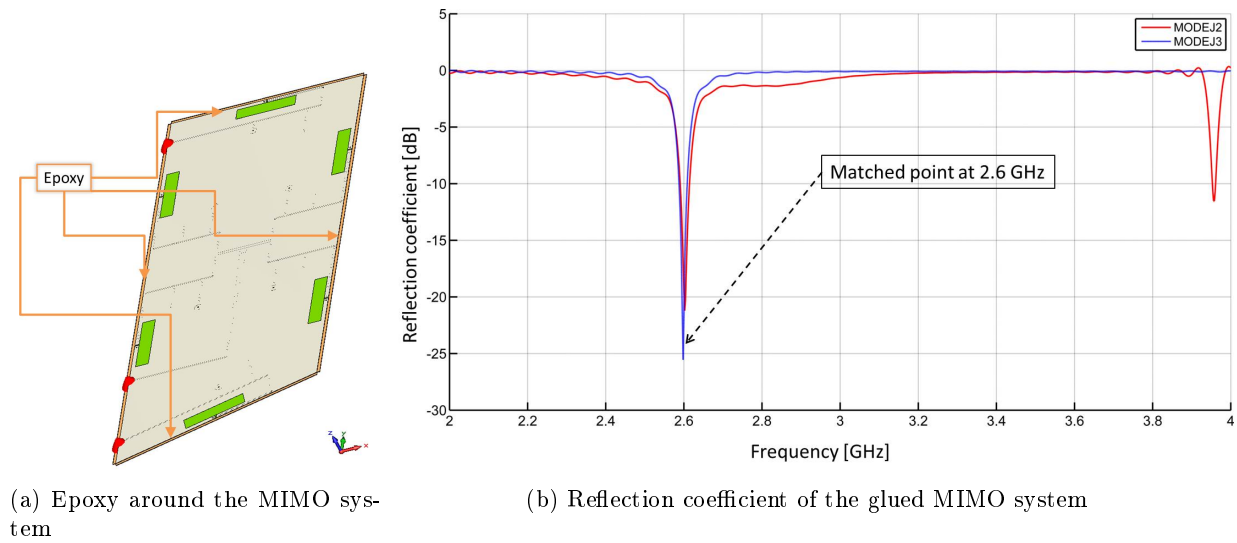 Epoxy
Z
Y
X
5
0
-5
-10
-15
-20
-25
-30
Reflection coefficient [dB]
MODEJ2
MODEJ3
Matched point at 2.6 GHz
2
2.2
2.4
2.6
2.8
3
3.2
3.4
3.6
3.8
4
Frequency [GHz]
(a) Epoxy around the MIMO sys-
tem
(b) Reflection coefficient of the glued MIMO system